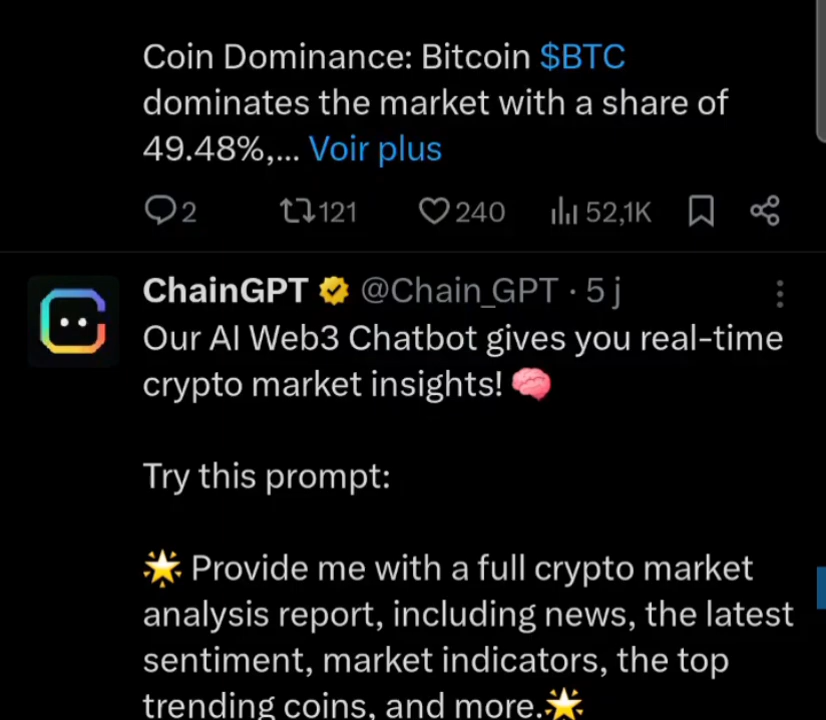 Coin Dominance: Bitcoin $BTC
dominates the market with a share of
49.48%,... Voir plus
2 121 240 52,1K
ChainGPT @Chain_GPT · 5 j
Our AI Web3 Chatbot gives you real-time
crypto market insights! 🧠
Try this prompt:
🌟 Provide me with a full crypto market
analysis report, including news, the latest
sentiment, market indicators, the top
trending coins, and more.🌟